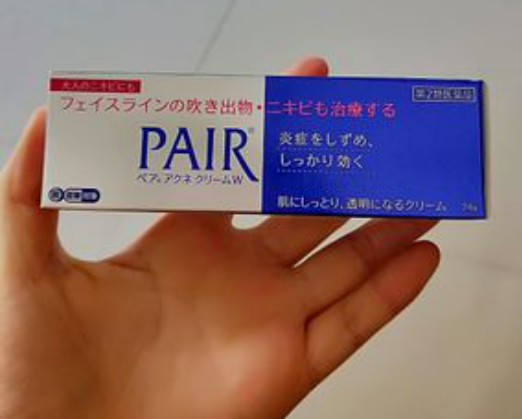 大人のニキビにも
第2類医薬品
フェイスラインの吹き出物・ニキビも治療する
PAIR®
ペア®アクネクリームW
炎症をしずめ、
しっかり効く
肌にしっとり、透明になるクリーム
24g